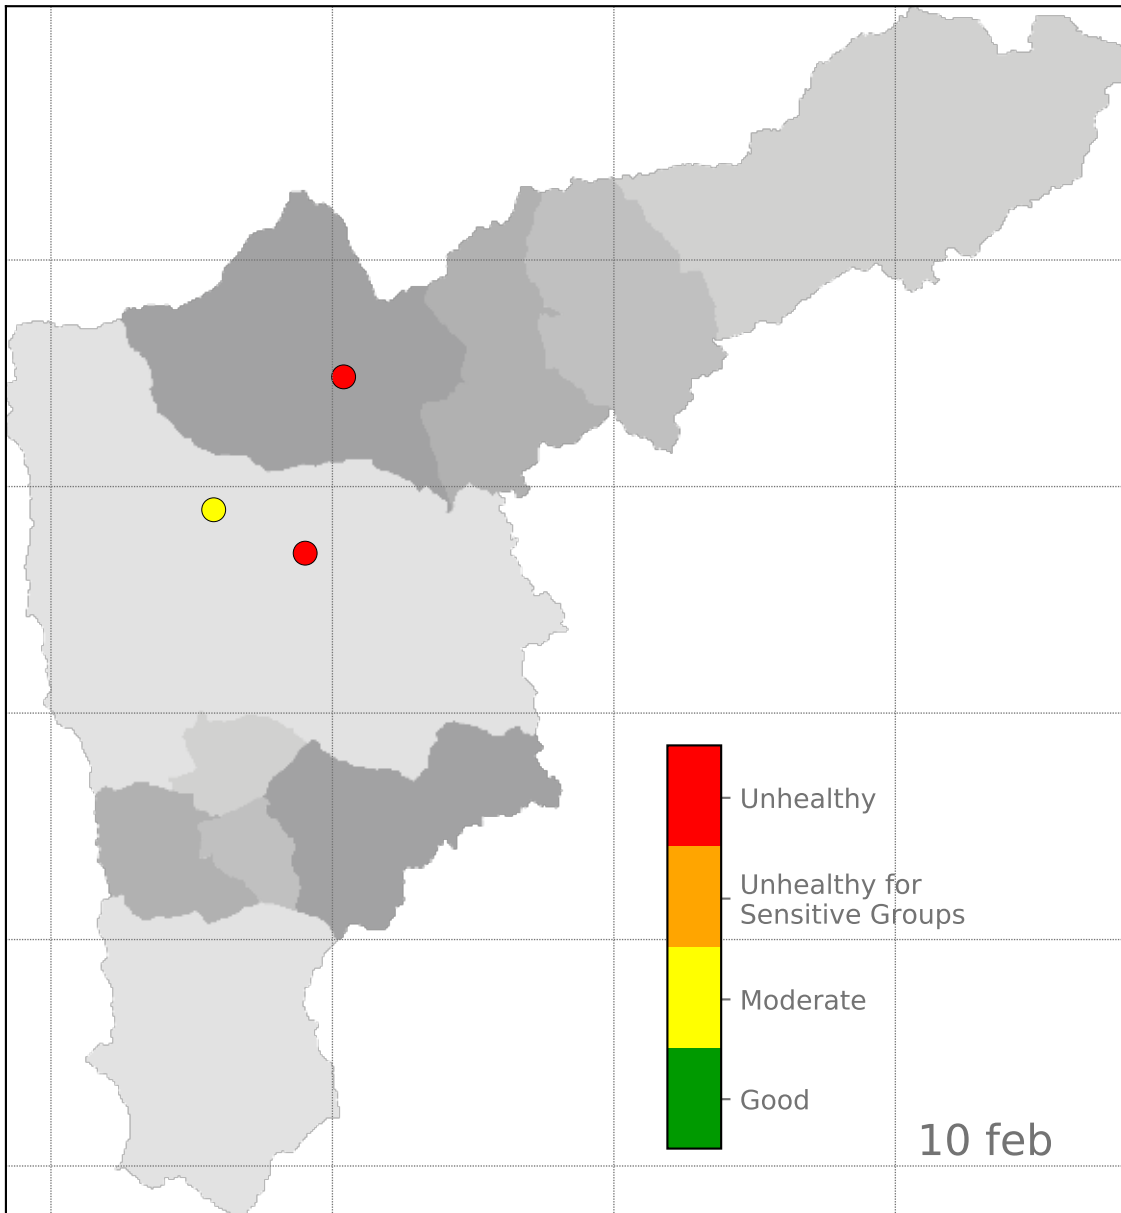 Unhealthy
Unhealthy for
Sensitive Groups
Moderate
Good
10 feb